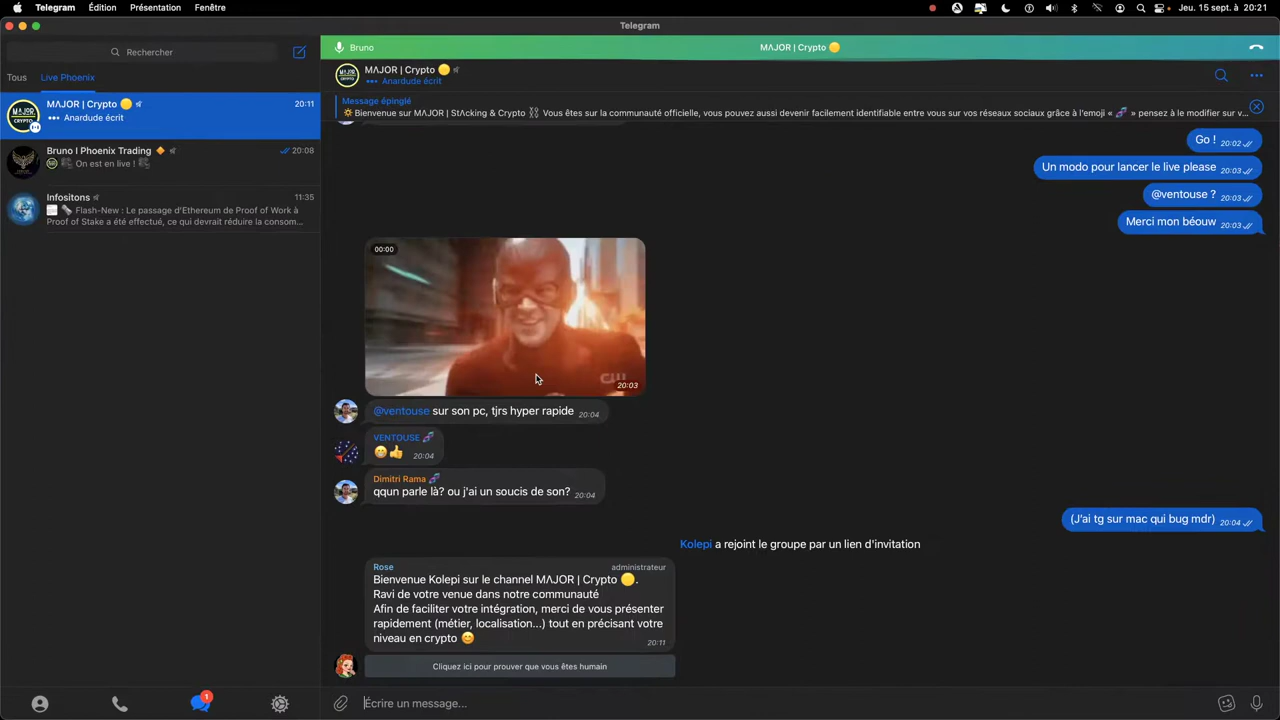 Telegram Édition Présentation Fenêtre
Jeu. 15 sept. à 20:21
Telegram
Rechercher
Tous Live Phoenix
MΛJOR | Crypto 🟡 20:11
••• Anardude écrit
Bruno I Phoenix Trading 🔸 20:08
On est en live !
Infositons 11:35
Flash-New : Le passage d'Ethereum de Proof of Work à
Proof of Stake a été effectué, ce qui devrait réduire la consom...
1
Bruno
MΛJOR | Crypto 🟡
MΛJOR | Crypto 🟡
••• Anardude écrit
Message épinglé
🔆Bienvenue sur MΛJOR | StΛcking & Crypto ⛓ Vous êtes sur la communauté officielle, vous pouvez aussi devenir facilement identifiable entre vous sur vos réseaux sociaux grâce à l'emoji « 🧬 » pensez à le modifier sur v...
Go ! 20:02
Un modo pour lancer le live please 20:03
@ventouse ? 20:03
Merci mon béouw 20:03
00:00
CW
20:03
@ventouse sur son pc, tjrs hyper rapide 20:04
VENTOUSE 🧬
😁👍 20:04
Dimitri Rama 🧬
qqun parle là? ou j'ai un soucis de son? 20:04
(J'ai tg sur mac qui bug mdr) 20:04
Kolepi a rejoint le groupe par un lien d'invitation
Rose administrateur
Bienvenue Kolepi sur le channel MΛJOR | Crypto 🟡.
Ravi de votre venue dans notre communauté
Afin de faciliter votre intégration, merci de vous présenter
rapidement (métier, localisation...) tout en précisant votre
niveau en crypto 😊
20:11
Cliquez ici pour prouver que vous êtes humain
Écrire un message...